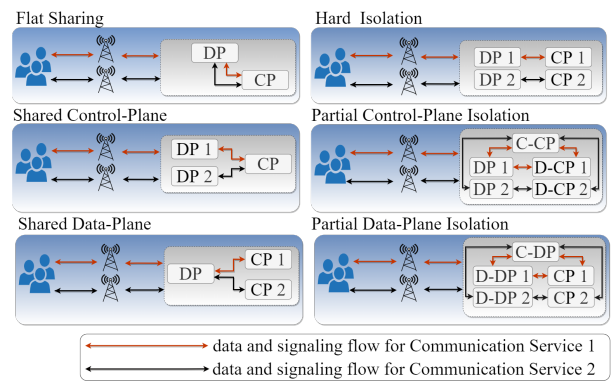 Flat Sharing
DP
CP
Hard Isolation
DP 1 CP 1
DP 2 CP 2
Shared Control-Plane
DP 1
CP
DP 2
Partial Control-Plane Isolation
C-CP
DP 1 D-CP 1
DP 2 D-CP 2
Shared Data-Plane
CP 1
DP
CP 2
Partial Data-Plane Isolation
C-DP
D-DP 1 CP 1
D-DP 2 CP 2
data and signaling flow for Communication Service 1
data and signaling flow for Communication Service 2